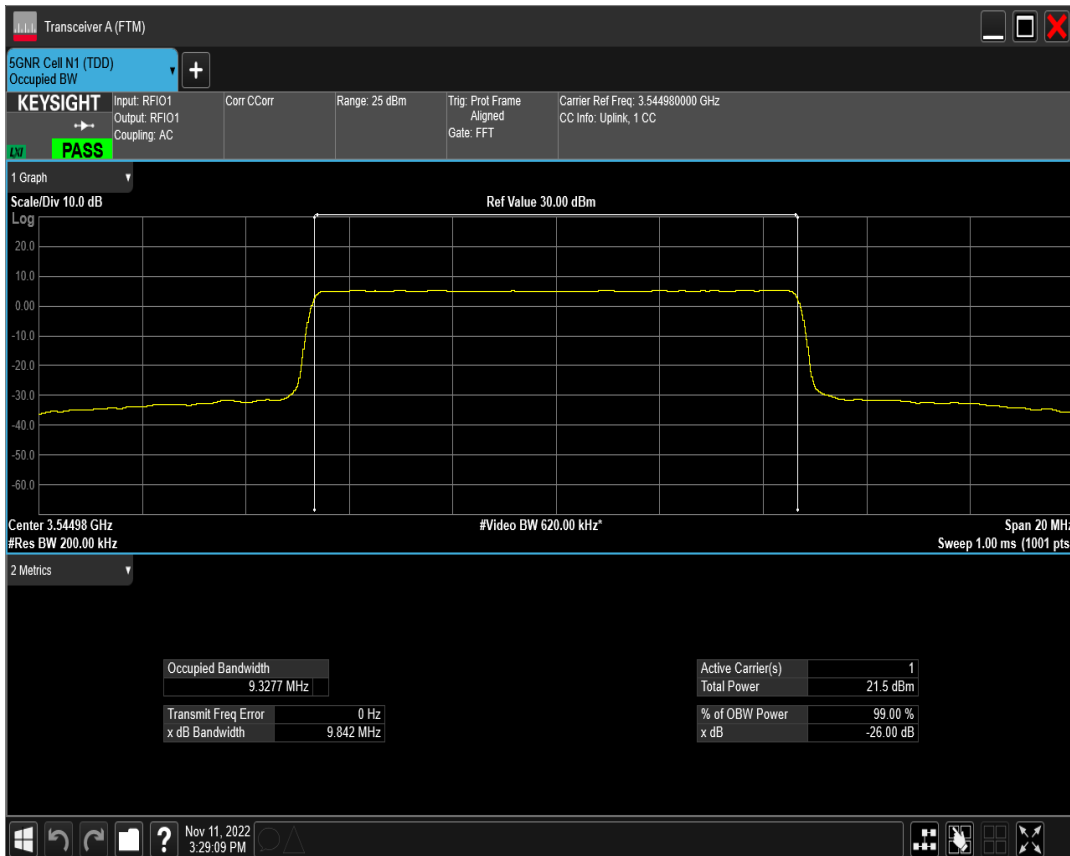 Transceiver A (FTM)
5GNR Cell N1 (TDD)
Occupied BW
+
KEYSIGHT
LXI
PASS
Input: RFIO1
Output: RFIO1
Coupling: AC
Corr CCorr
Range: 25 dBm
Trig: Prot Frame
Aligned
Gate: FFT
Carrier Ref Freq: 3.544980000 GHz
CC Info: Uplink, 1 CC
1 Graph
Scale/Div 10.0 dB
Ref Value 30.00 dBm
Log
20.0
10.0
0.00
-10.0
-20.0
-30.0
-40.0
-50.0
-60.0
Center 3.54498 GHz
#Video BW 620.00 kHz*
Span 20 MHz
#Res BW 200.00 kHz
Sweep 1.00 ms (1001 pts
2 Metrics
Occupied Bandwidth
9.3277 MHz
Transmit Freq Error 0 Hz
x dB Bandwidth 9.842 MHz
Active Carrier(s) 1
Total Power 21.5 dBm
% of OBW Power 99.00 %
x dB -26.00 dB
?
Nov 11, 2022
3:29:09 PM